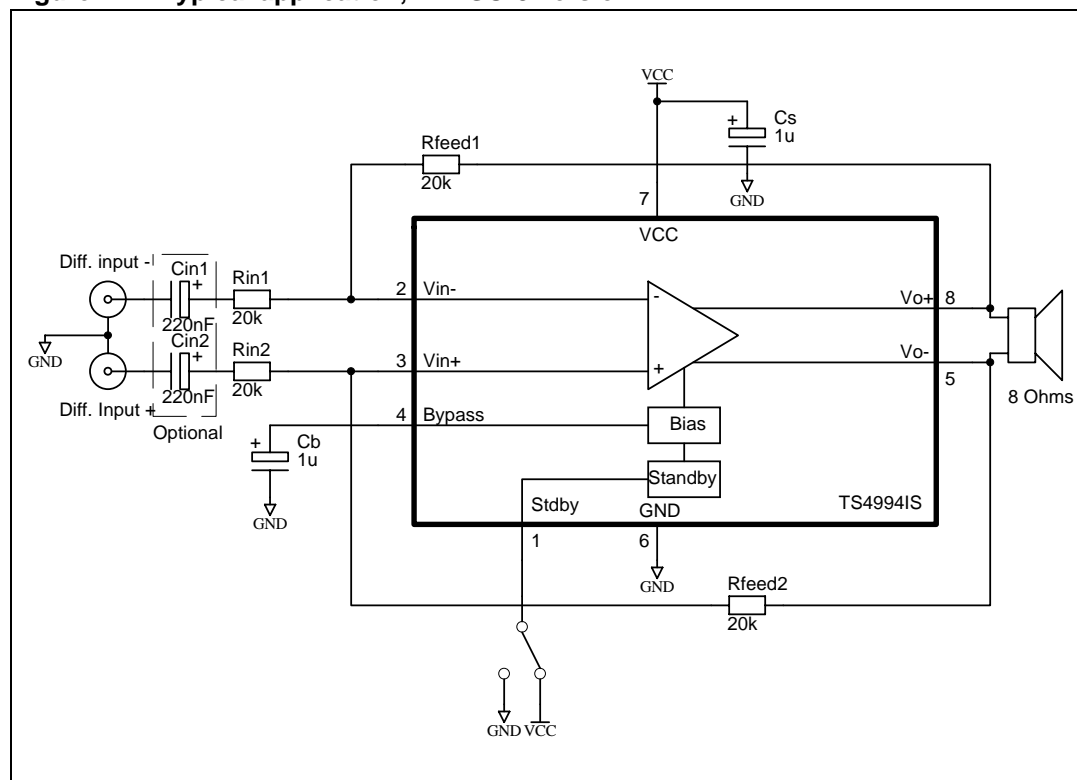 VCC
+
Cs
1u
Rfeed1
20k
GND
7
VCC
Diff. input -
Cin1
+
Rin1
2
Vin-
-
Vo+
8
220nF
20k
GND
Cin2
+
Rin2
3
Vin+
+
Vo-
5
220nF
20k
8 Ohms
Diff. Input +
Optional
4
Bypass
Bias
+
Cb
1u
Standby
Stdby
GND
TS4994IS
GND
1
6
GND
Rfeed2
20k
GND
VCC